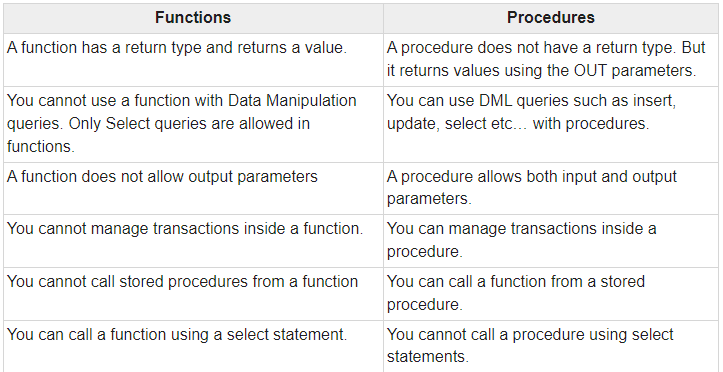 Functions
Procedures
A function has a return type and returns a value.
A procedure does not have a return type. But
it returns values using the OUT parameters.
You cannot use a function with Data Manipulation
queries. Only Select queries are allowed in
functions.
You can use DML queries such as insert,
update, select etc… with procedures.
A function does not allow output parameters
A procedure allows both input and output
parameters.
You cannot manage transactions inside a function.
You can manage transactions inside a
procedure.
You cannot call stored procedures from a function
You can call a function from a stored
procedure.
You can call a function using a select statement.
You cannot call a procedure using select
statements.